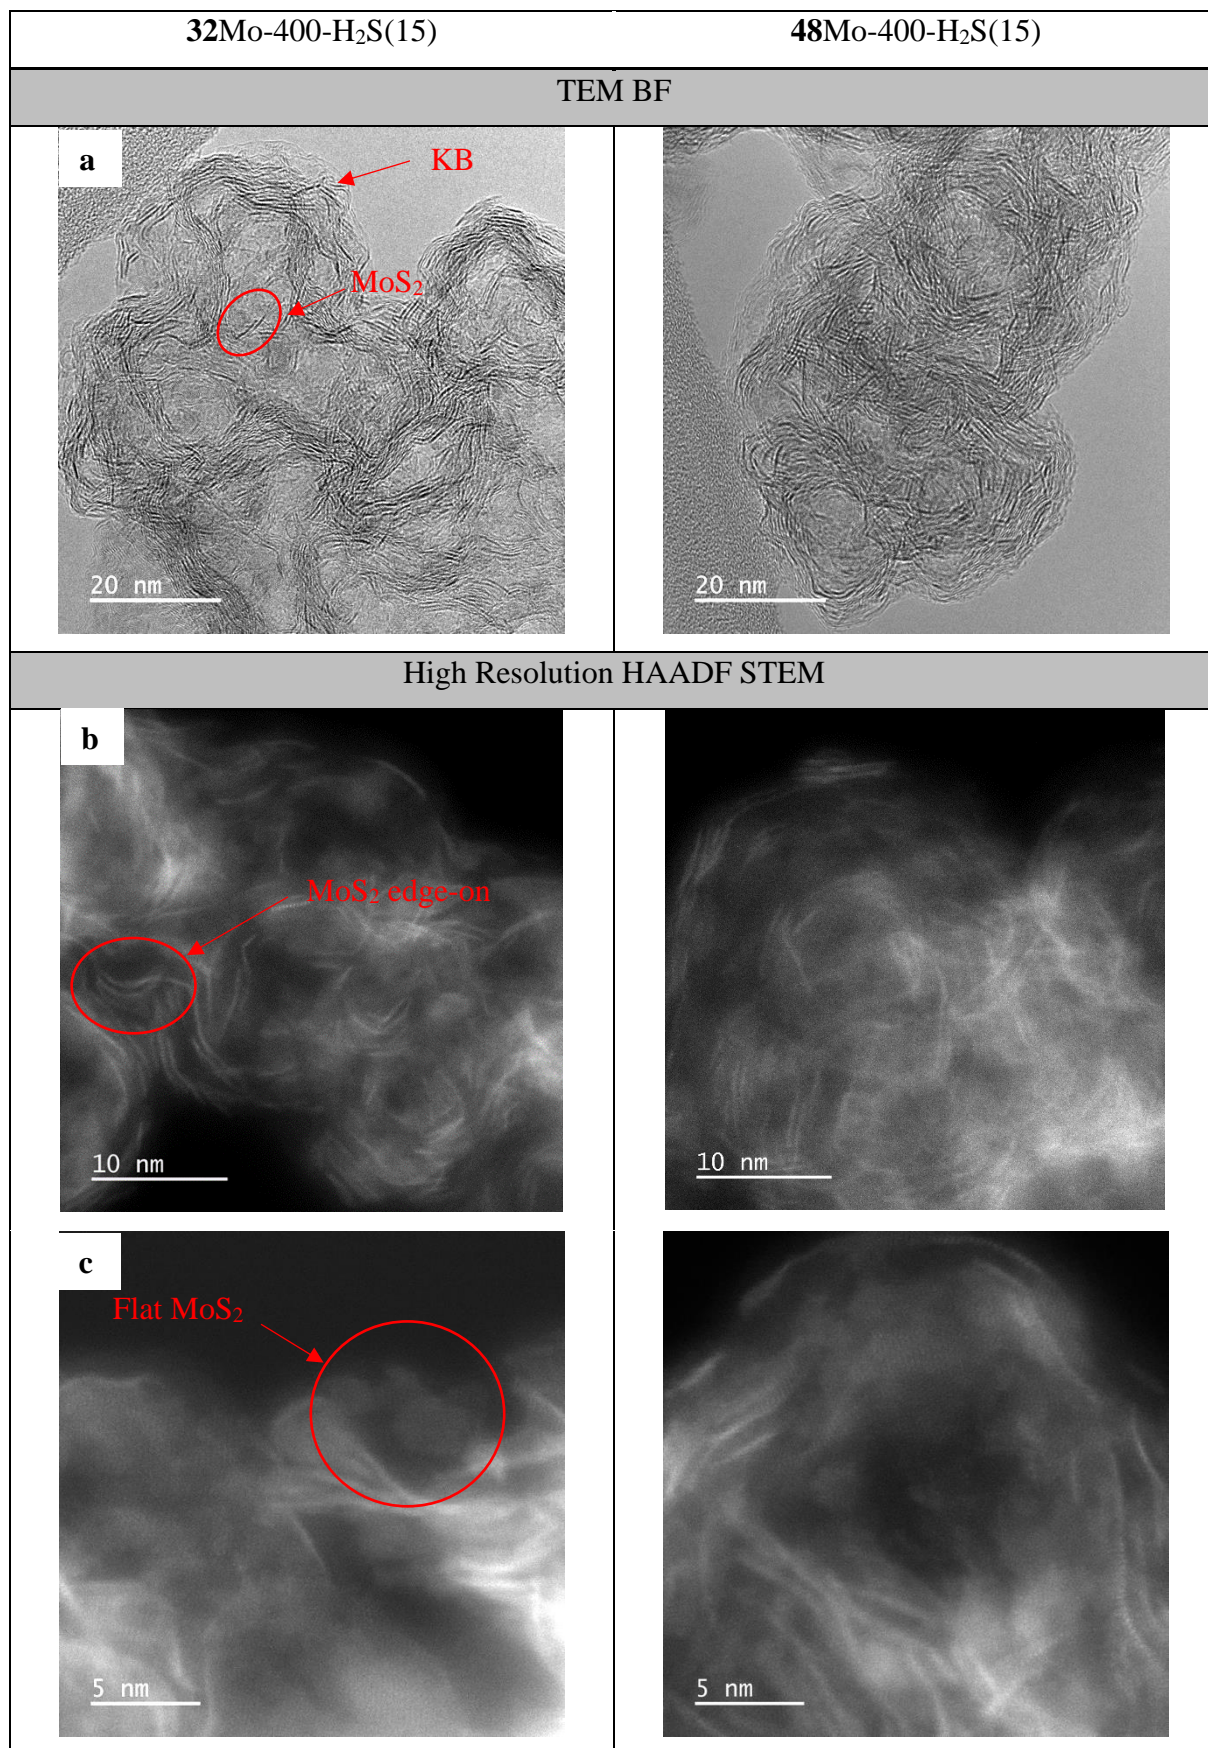 32Mo-400-H₂S(15)
48Mo-400-H₂S(15)
TEM BF
a
KB
MoS₂
20 nm
20 nm
High Resolution HAADF STEM
b
MoS₂ edge-on
10 nm
10 nm
c
Flat MoS₂
5 nm
5 nm